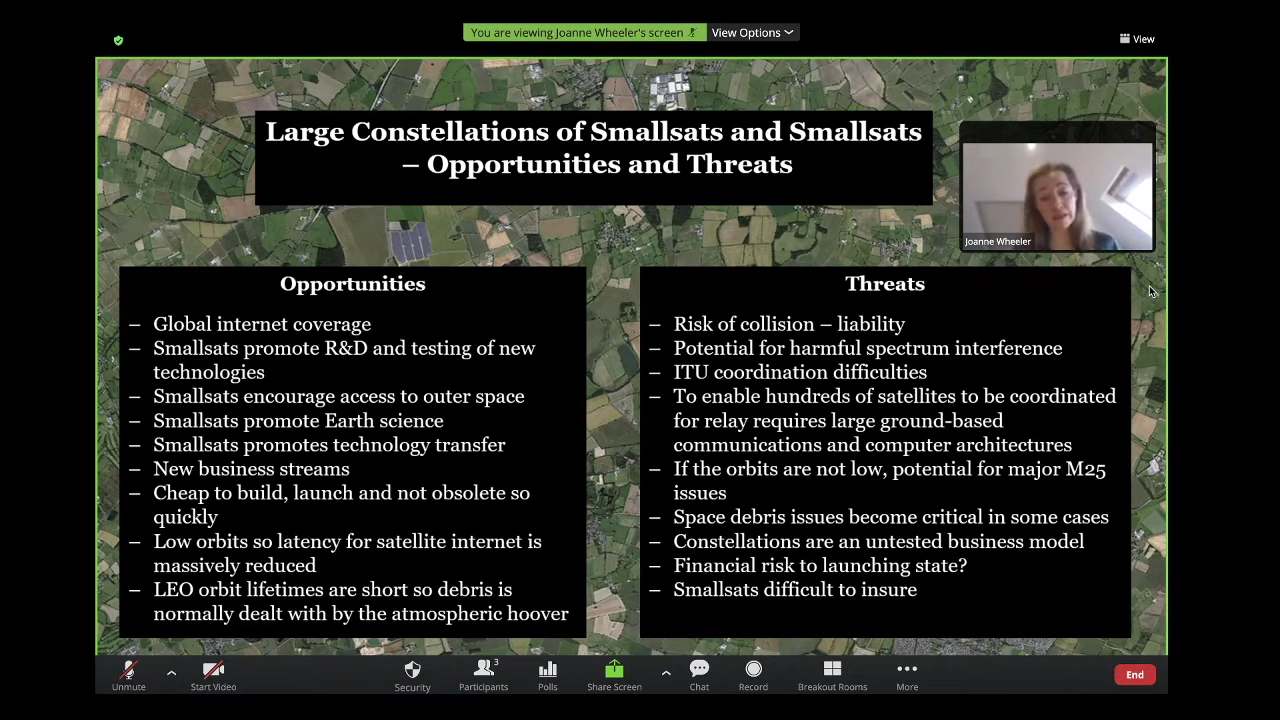 You are viewing Joanne Wheeler's screen
View Options
View
Large Constellations of Smallsats and Smallsats
– Opportunities and Threats
Joanne Wheeler
Opportunities
– Global internet coverage
– Smallsats promote R&D and testing of new
technologies
– Smallsats encourage access to outer space
– Smallsats promote Earth science
– Smallsats promotes technology transfer
– New business streams
– Cheap to build, launch and not obsolete so
quickly
– Low orbits so latency for satellite internet is
massively reduced
– LEO orbit lifetimes are short so debris is
normally dealt with by the atmospheric hoover
Threats
– Risk of collision – liability
– Potential for harmful spectrum interference
– ITU coordination difficulties
– To enable hundreds of satellites to be coordinated
for relay requires large ground-based
communications and computer architectures
– If the orbits are not low, potential for major M25
issues
– Space debris issues become critical in some cases
– Constellations are an untested business model
– Financial risk to launching state?
– Smallsats difficult to insure
Unmute
Start Video
Security
3
Participants
Polls
Share Screen
Chat
Record
Breakout Rooms
More
End